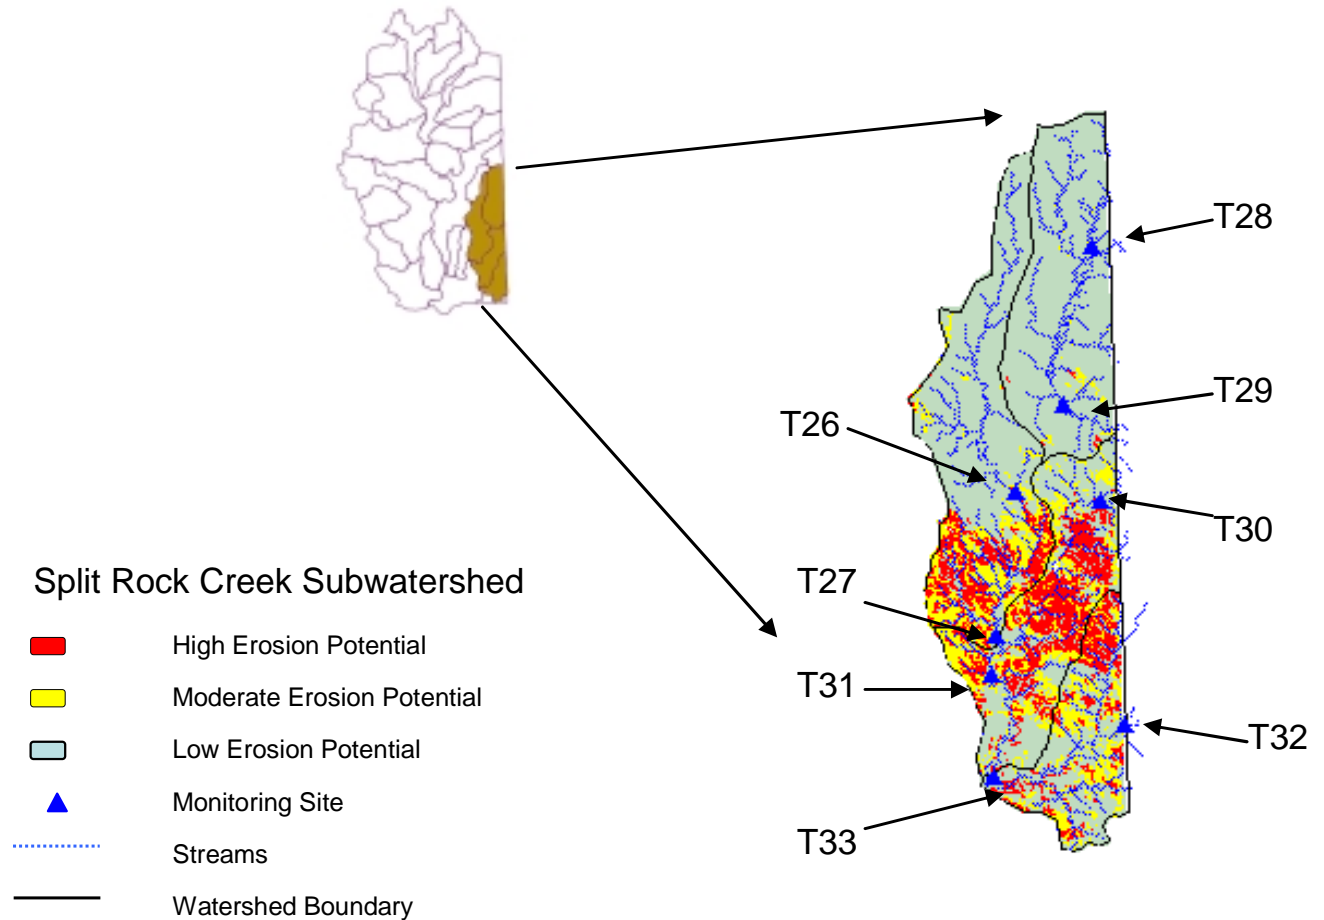 T28
T29
T26
T30
T27
T31
T32
T33
Split Rock Creek Subwatershed
High Erosion Potential
Moderate Erosion Potential
Low Erosion Potential
Monitoring Site
Streams
Watershed Boundary